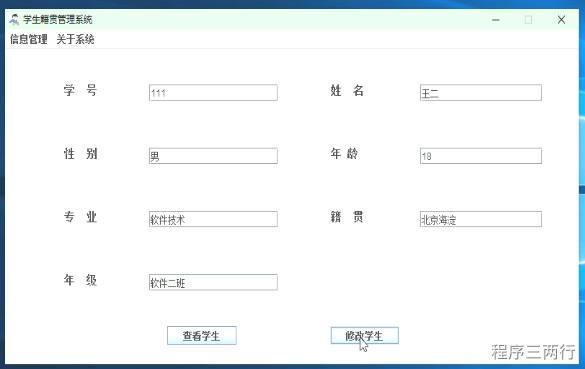 学生籍贯管理系统
信息管理 关于系统
学 号 111 姓 名 王二
性 别 男 年 龄 18
专 业 软件技术 籍 贯 北京海淀
年 级 软件二班
查看学生 修改学生
程序三两行